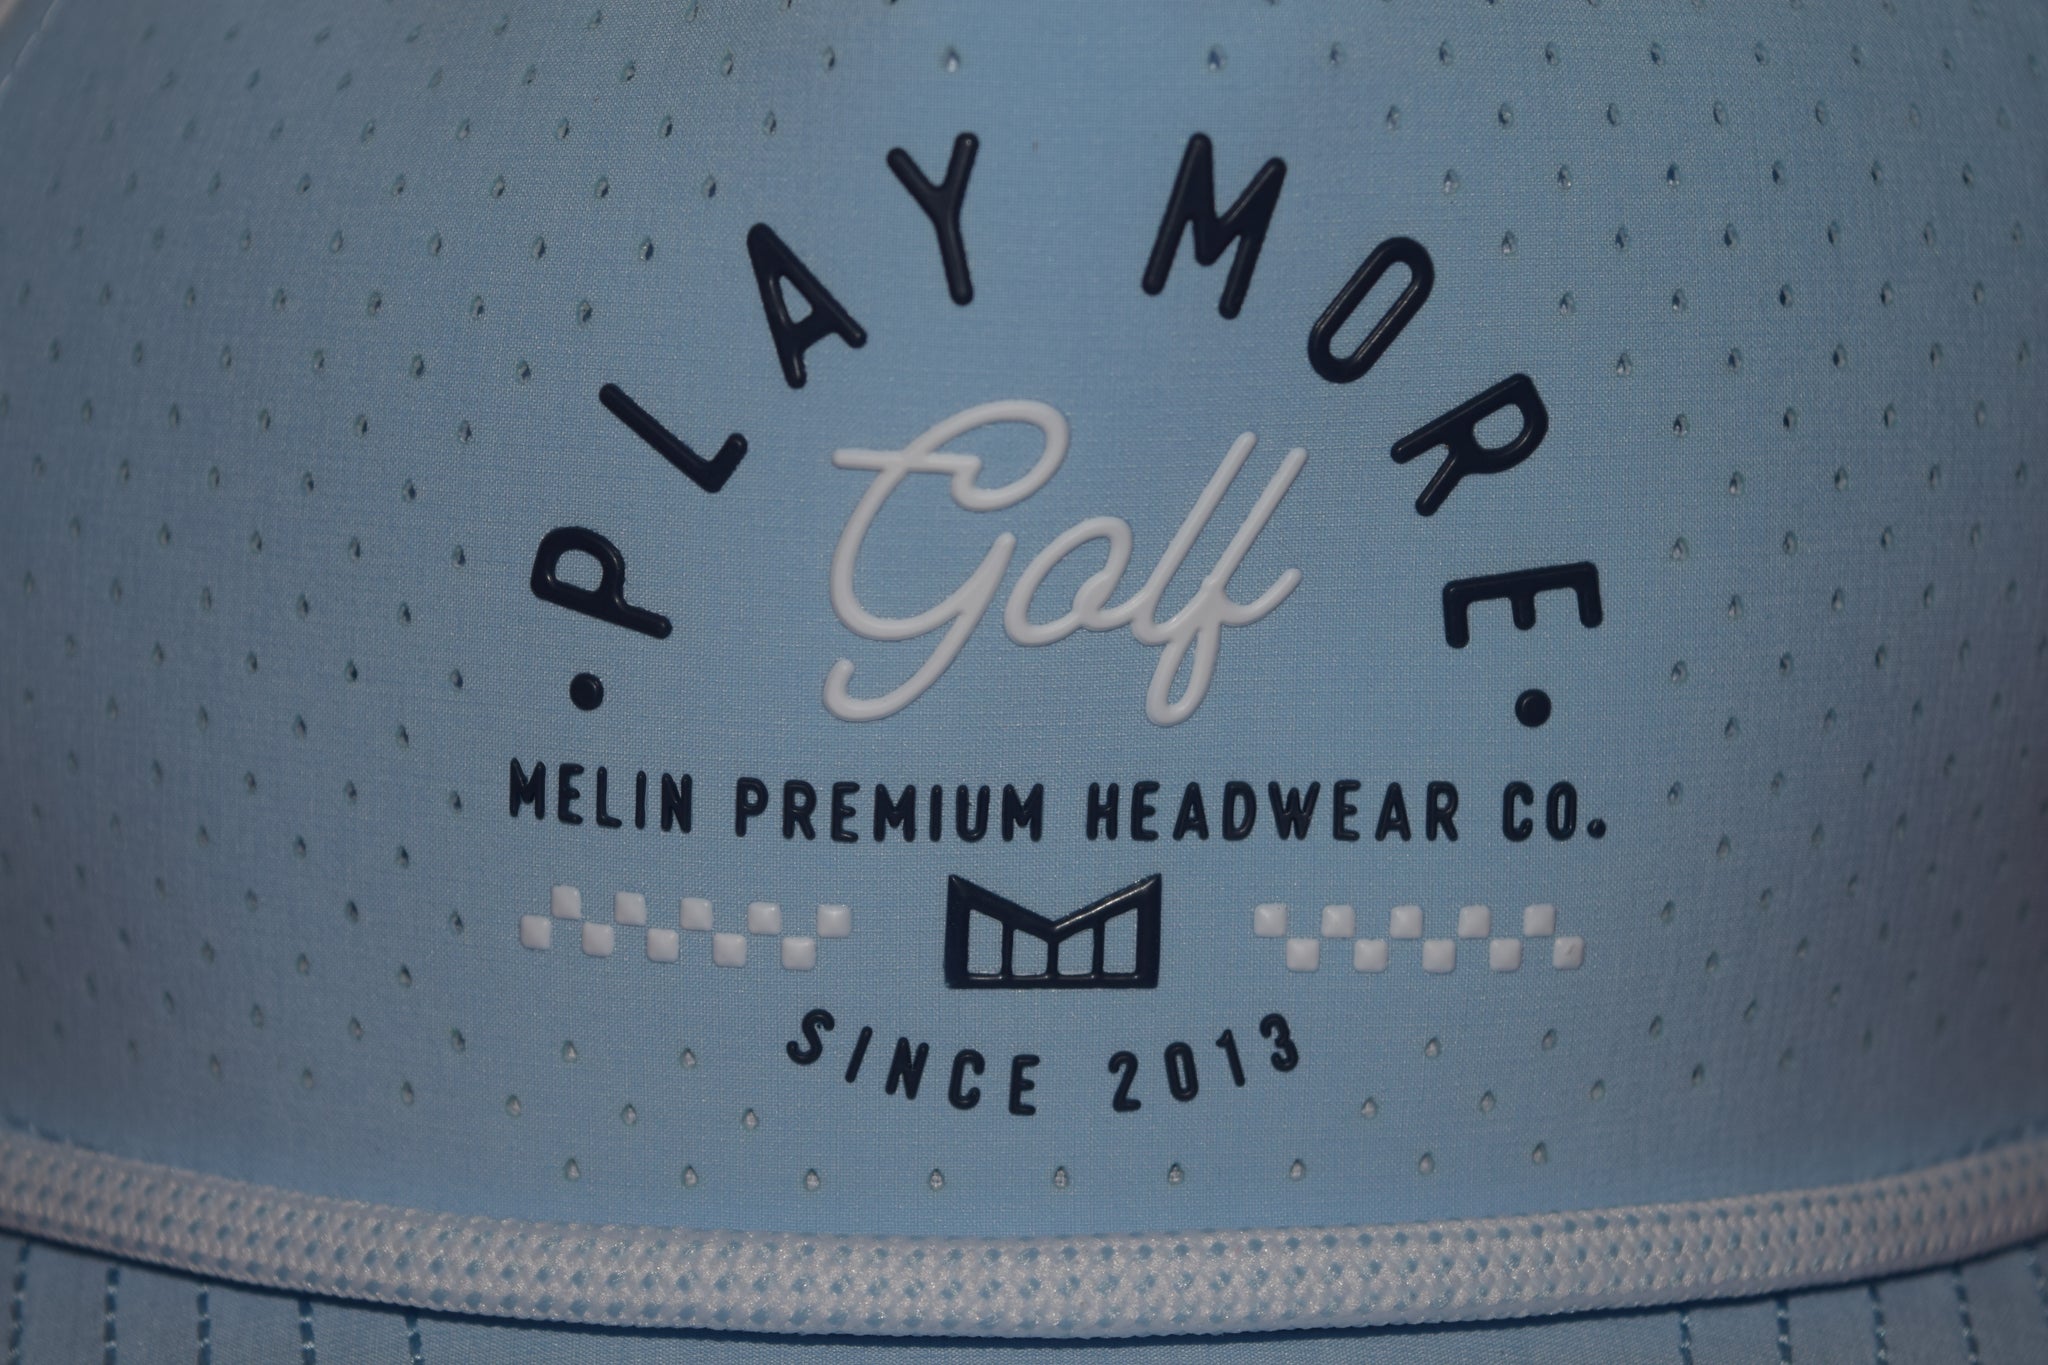 •PLAY MORE•
Golf
MELIN PREMIUM HEADWEAR CO.
SINCE 2013